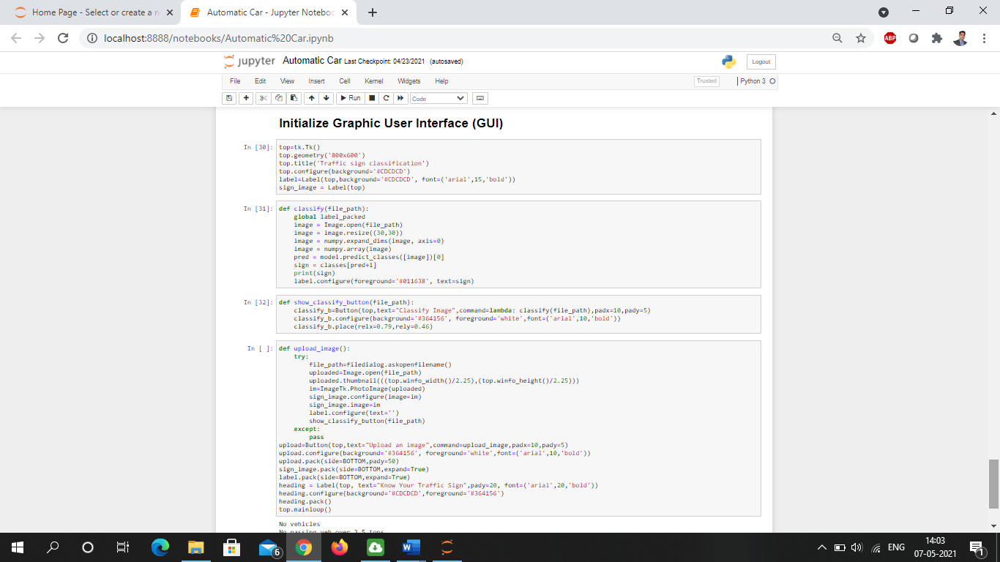 Home Page - Select or create a n
Automatic Car - Jupyter Noteboo
localhost:8888/notebooks/Automatic%20Car.ipynb
ABP
jupyter Automatic Car Last Checkpoint: 04/23/2021 (autosaved)
Logout
File Edit View Insert Cell Kernel Widgets Help
Trusted Python 3
Run Code
Initialize Graphic User Interface (GUI)
In [30]: top=tk.Tk()
top.geometry('800x600')
top.title('Traffic sign classification')
top.configure(background='#CDCDCD')
label=Label(top,background='#CDCDCD', font=('arial',15,'bold'))
sign_image = Label(top)
In [31]: def classify(file_path):
global label_packed
image = Image.open(file_path)
image = image.resize((30,30))
image = numpy.expand_dims(image, axis=0)
image = numpy.array(image)
pred = model.predict_classes([image])[0]
sign = classes[pred+1]
print(sign)
label.configure(foreground='#011638', text=sign)
In [32]: def show_classify_button(file_path):
classify_b=Button(top,text="Classify Image",command=lambda: classify(file_path),padx=10,pady=5)
classify_b.configure(background='#364156', foreground='white',font=('arial',10,'bold'))
classify_b.place(relx=0.79,rely=0.46)
In [ ]: def upload_image():
try:
file_path=filedialog.askopenfilename()
uploaded=Image.open(file_path)
uploaded.thumbnail(((top.winfo_width()/2.25),(top.winfo_height()/2.25)))
im=ImageTk.PhotoImage(uploaded)
sign_image.configure(image=im)
sign_image.image=im
label.configure(text='')
show_classify_button(file_path)
except:
pass
upload=Button(top,text="Upload an image",command=upload_image,padx=10,pady=5)
upload.configure(background='#364156', foreground='white',font=('arial',10,'bold'))
upload.pack(side=BOTTOM,pady=50)
sign_image.pack(side=BOTTOM,expand=True)
label.pack(side=BOTTOM,expand=True)
heading = Label(top, text="Know Your Traffic Sign",pady=20, font=('arial',20,'bold'))
heading.configure(background='#CDCDCD',foreground='#364156')
heading.pack()
top.mainloop()
No vehicles
No passing veh over 3.5 tons
6
W
ENG
14:03
07-05-2021
1